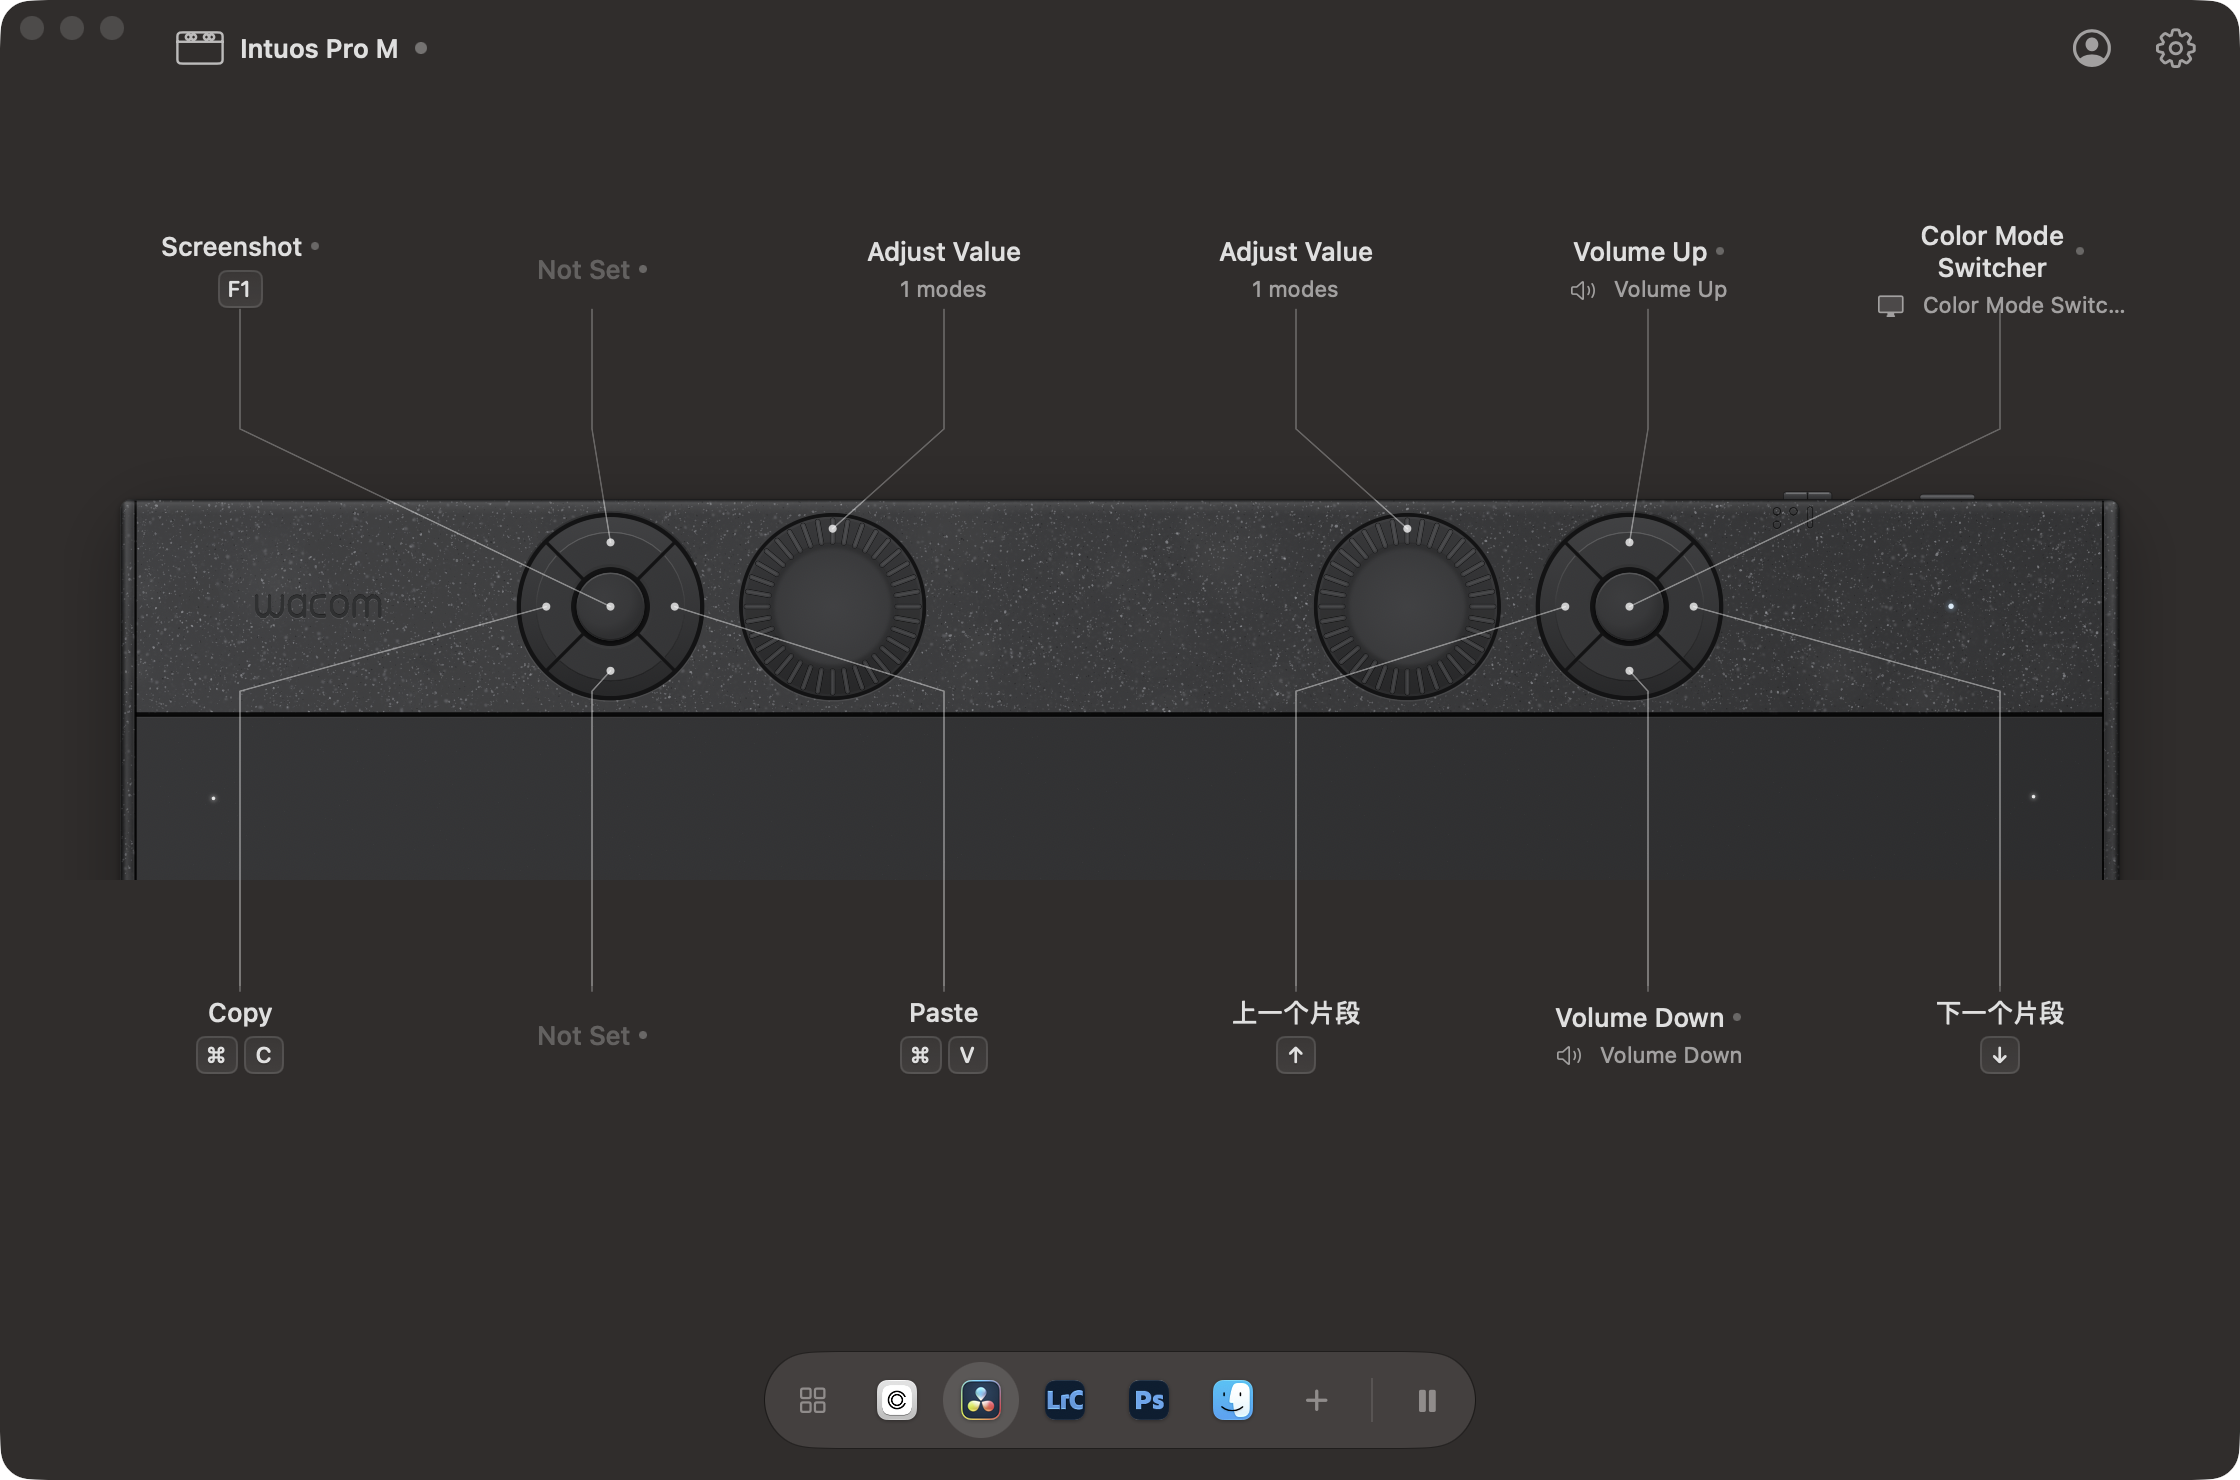 Intuos Pro M
Screenshot
F1
Not Set
Adjust Value
1 modes
Adjust Value
1 modes
Volume Up
Volume Up
Color Mode
Switcher
Color Mode Switc...
wacom
Copy
⌘ C
Not Set
Paste
⌘ V
上一个片段
↑
Volume Down
Volume Down
下一个片段
↓
LrC
Ps